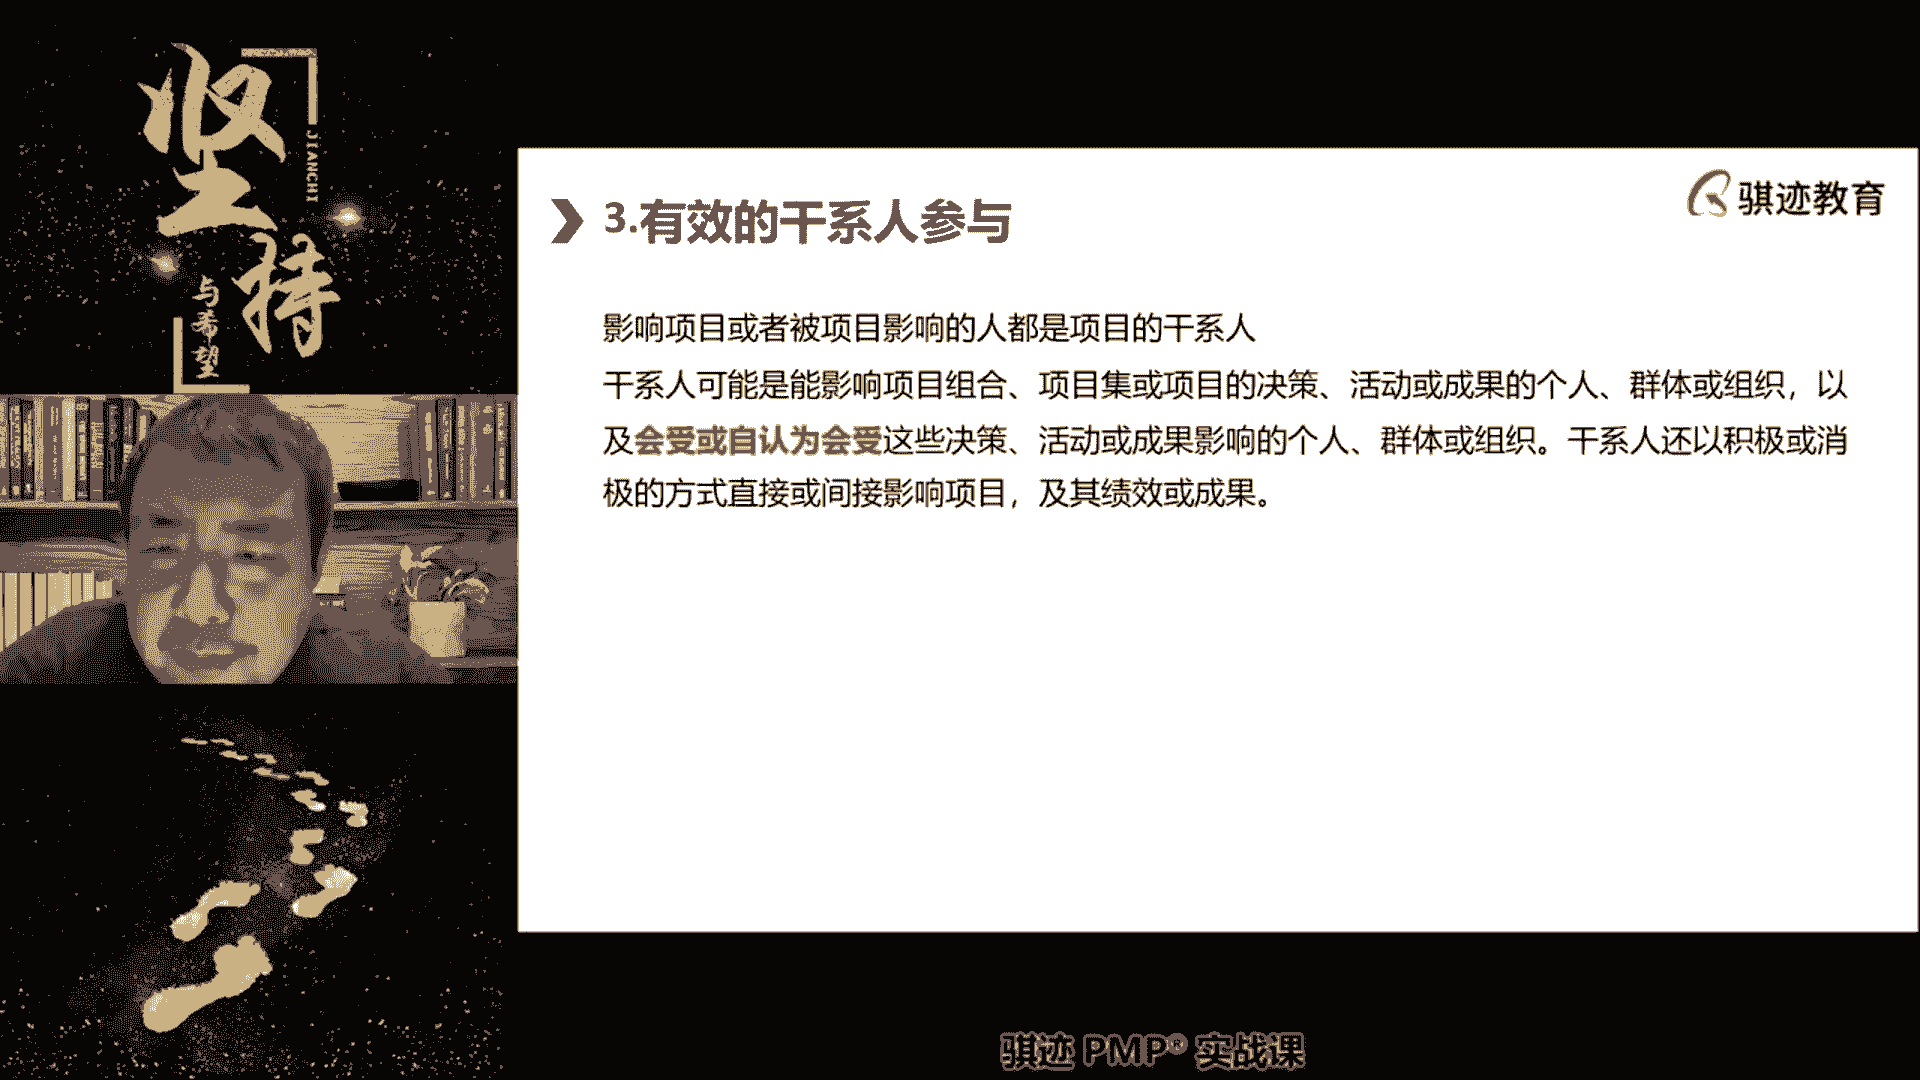 坚持
JIANCHI
与希望
骐迹教育
3.有效的干系人参与
影响项目或者被项目影响的人都是项目的干系人
干系人可能是能影响项目组合、项目集或项目的决策、活动或成果的个人、群体或组织，以
及会受或自认为会受这些决策、活动或成果影响的个人、群体或组织。干系人还以积极或消
极的方式直接或间接影响项目，及其绩效或成果。
骐迹 PMP® 实战课